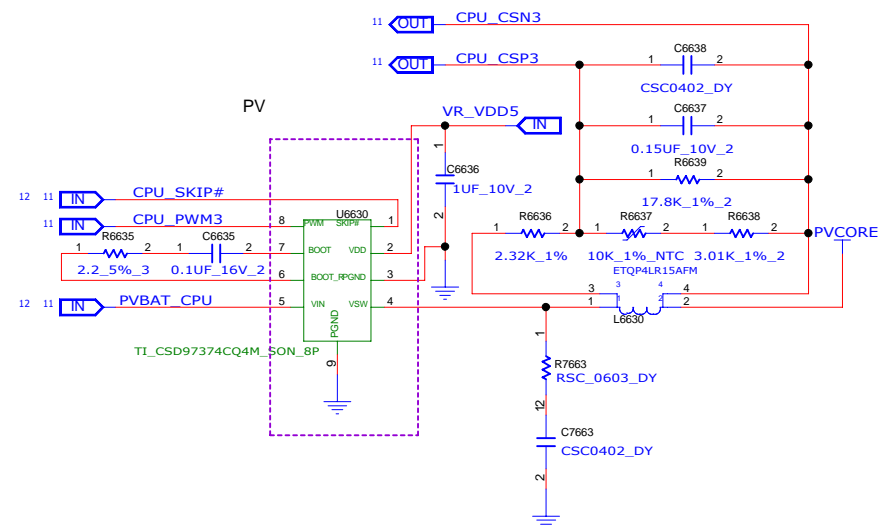 11 OUT CPU_CSN3
11 OUT CPU_CSP3
C6638
1 2
CSC0402_DY
PV
VR_VDD5 IN
C6637
1 2
0.15UF_10V_2
1 C6636 2
1UF_10V_2
R6639
1 2
17.8K_1%_2
12 11 IN CPU_SKIP#
11 IN CPU_PWM3
U6630
8 PWM SKIP# 1
7 BOOT VDD 2
6 BOOT_R PGND 3
5 VIN VSW 4
PGND
9
1 R6635 2 1 C6635 2
2.2_5%_3 0.1UF_16V_2
12 11 IN PVBAT_CPU
TI_CSD97374CQ4M_SON_8P
1 R6636 2 1 R6637 2 1 R6638 2
2.32K_1% 10K_1%_NTC 3.01K_1%_2
PVCORE
ETQP4LR15AFM
3 3 4 4
1 1 2 2
L6630
1
R7663
RSC_0603_DY
2
1
C7663
CSC0402_DY
2